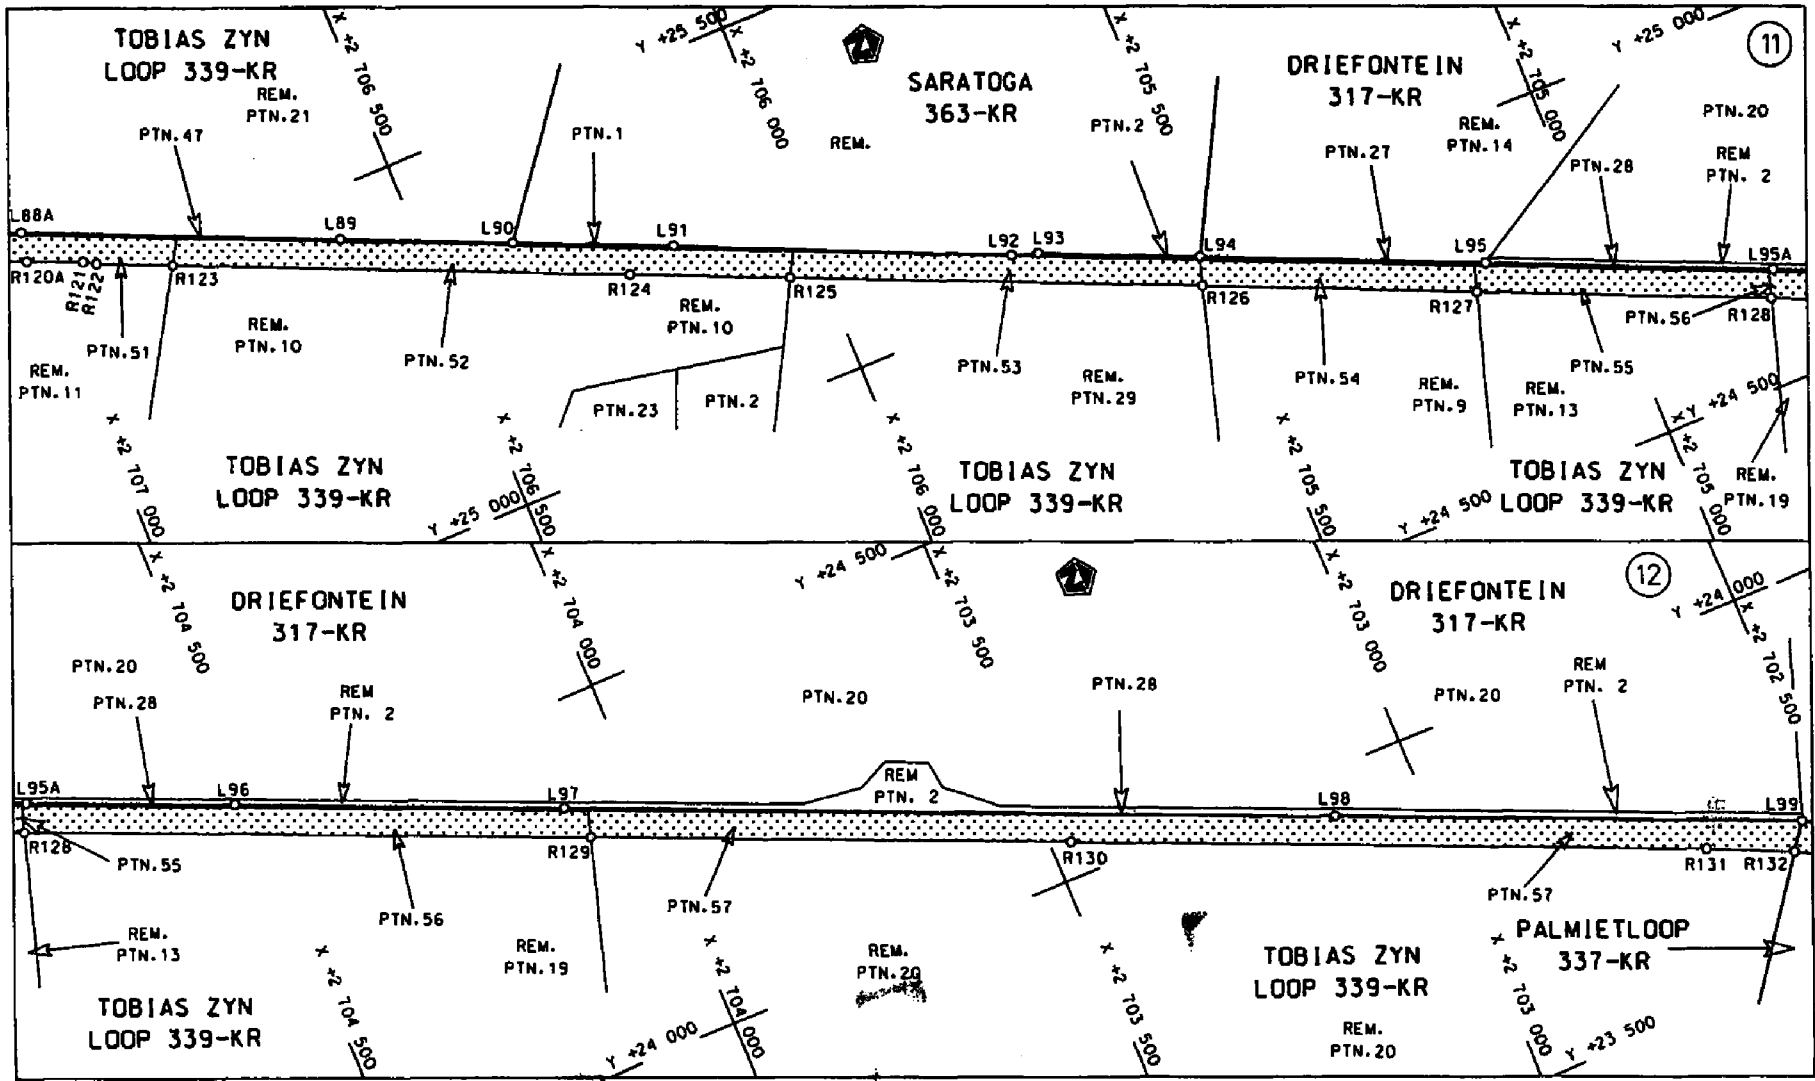 TOBIAS ZYN
LOOP 339-KR
REM.
PTN.21
PTN.47
X +2 706 500
Y +25 500
X +2 706 000
PTN.1
SARATOGA
363-KR
REM.
PTN.2
X +2 705 500
DRIEFONTEIN
317-KR
REM.
PTN.14
X +2 705 000
Y +25 000
11
PTN.20
PTN.27
PTN.28
REM
PTN. 2
L88A
L89
L90
L91
L92
L93
L94
L95
L95A
R120A
R121
R122
R123
R124
R125
R126
R127
R128
PTN.51
REM.
PTN.11
REM.
PTN.10
PTN.52
REM.
PTN.10
PTN.23
PTN.2
PTN.53
REM.
PTN.29
PTN.54
REM.
PTN.9
REM.
PTN.13
PTN.55
PTN.56
Y +24 500
REM.
PTN.19
X +2 707 000
TOBIAS ZYN
LOOP 339-KR
Y +25 000
X +2 706 500
X +2 706 000
TOBIAS ZYN
LOOP 339-KR
X +2 705 500
Y +24 500
TOBIAS ZYN
LOOP 339-KR
X +2 705 000
X +2 704 500
DRIEFONTEIN
317-KR
X +2 704 000
Y +24 500
X +2 703 500
X +2 703 000
DRIEFONTEIN
317-KR
12
Y +24 000
X +2 702 500
PTN.20
PTN.28
REM
PTN. 2
PTN.20
PTN.28
PTN.20
REM
PTN. 2
L95A
L96
L97
REM
PTN. 2
L98
L99
R128
PTN.55
R129
R130
R131
R132
PTN.56
PTN.57
PTN.57
REM.
PTN.13
REM.
PTN.19
REM.
PTN.20
PALMIETLOOP
337-KR
TOBIAS ZYN
LOOP 339-KR
X +2 704 500
Y +24 000
X +2 704 000
X +2 703 500
TOBIAS ZYN
LOOP 339-KR
REM.
PTN.20
X +2 703 000
Y +23 500